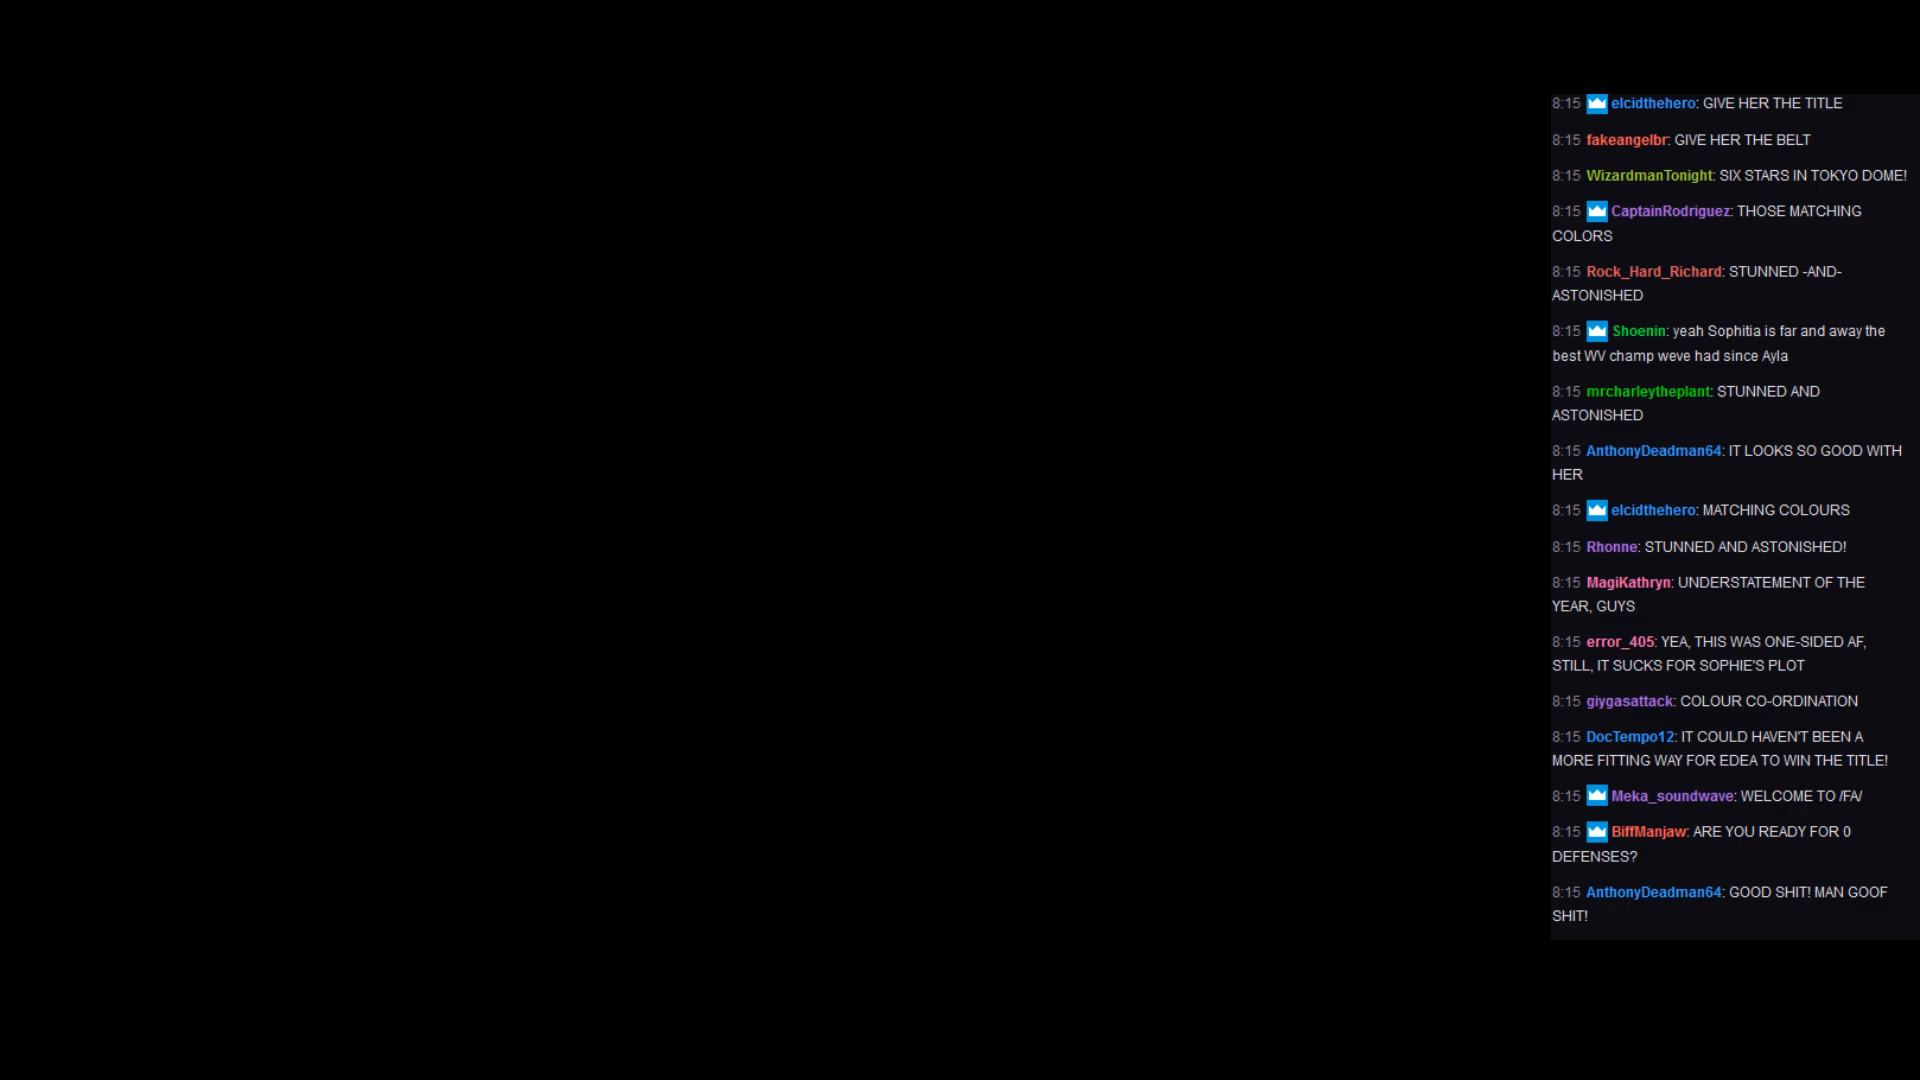 8:15 elcidthehero: GIVE HER THE TITLE
8:15 fakeangelbr: GIVE HER THE BELT
8:15 WizardmanTonight: SIX STARS IN TOKYO DOME!
8:15 CaptainRodriguez: THOSE MATCHING
COLORS
8:15 Rock_Hard_Richard: STUNNED -AND-
ASTONISHED
8:15 Shoenin: yeah Sophitia is far and away the
best WV champ weve had since Ayla
8:15 mrcharleytheplant: STUNNED AND
ASTONISHED
8:15 AnthonyDeadman64: IT LOOKS SO GOOD WITH
HER
8:15 elcidthehero: MATCHING COLOURS
8:15 Rhonne: STUNNED AND ASTONISHED!
8:15 MagiKathryn: UNDERSTATEMENT OF THE
YEAR, GUYS
8:15 error_405: YEA, THIS WAS ONE-SIDED AF,
STILL, IT SUCKS FOR SOPHIE'S PLOT
8:15 giygasattack: COLOUR CO-ORDINATION
8:15 DocTempo12: IT COULD HAVEN'T BEEN A
MORE FITTING WAY FOR EDEA TO WIN THE TITLE!
8:15 Meka_soundwave: WELCOME TO /FA/
8:15 BiffManjaw: ARE YOU READY FOR 0
DEFENSES?
8:15 AnthonyDeadman64: GOOD SHIT! MAN GOOF
SHIT!